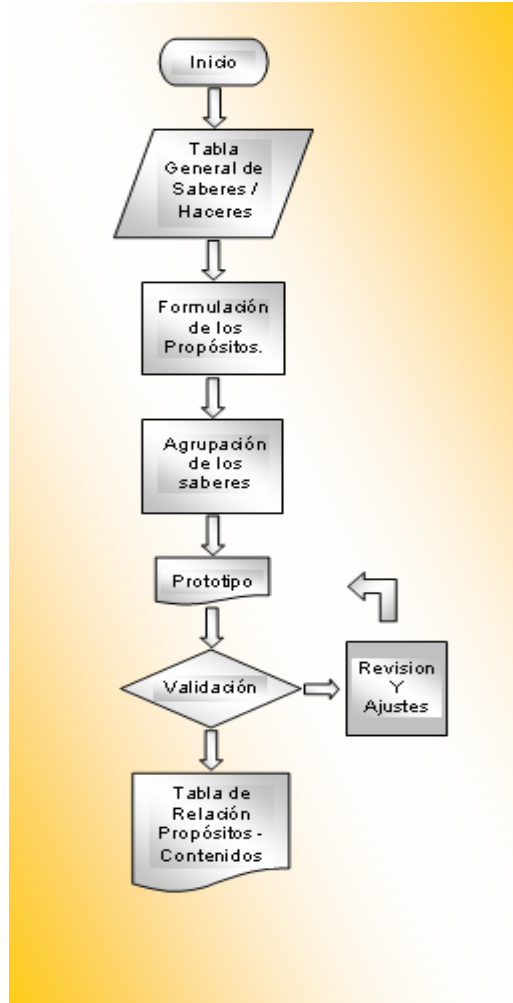 Inicio
Tabla
General de
Saberes /
Haceres
Formulación
de los
Propósitos.
Agrupación
de los
saberes
Prototipo
Validación
Revision
Y
Ajustes
Tabla de
Relación
Propósitos -
Contenidos